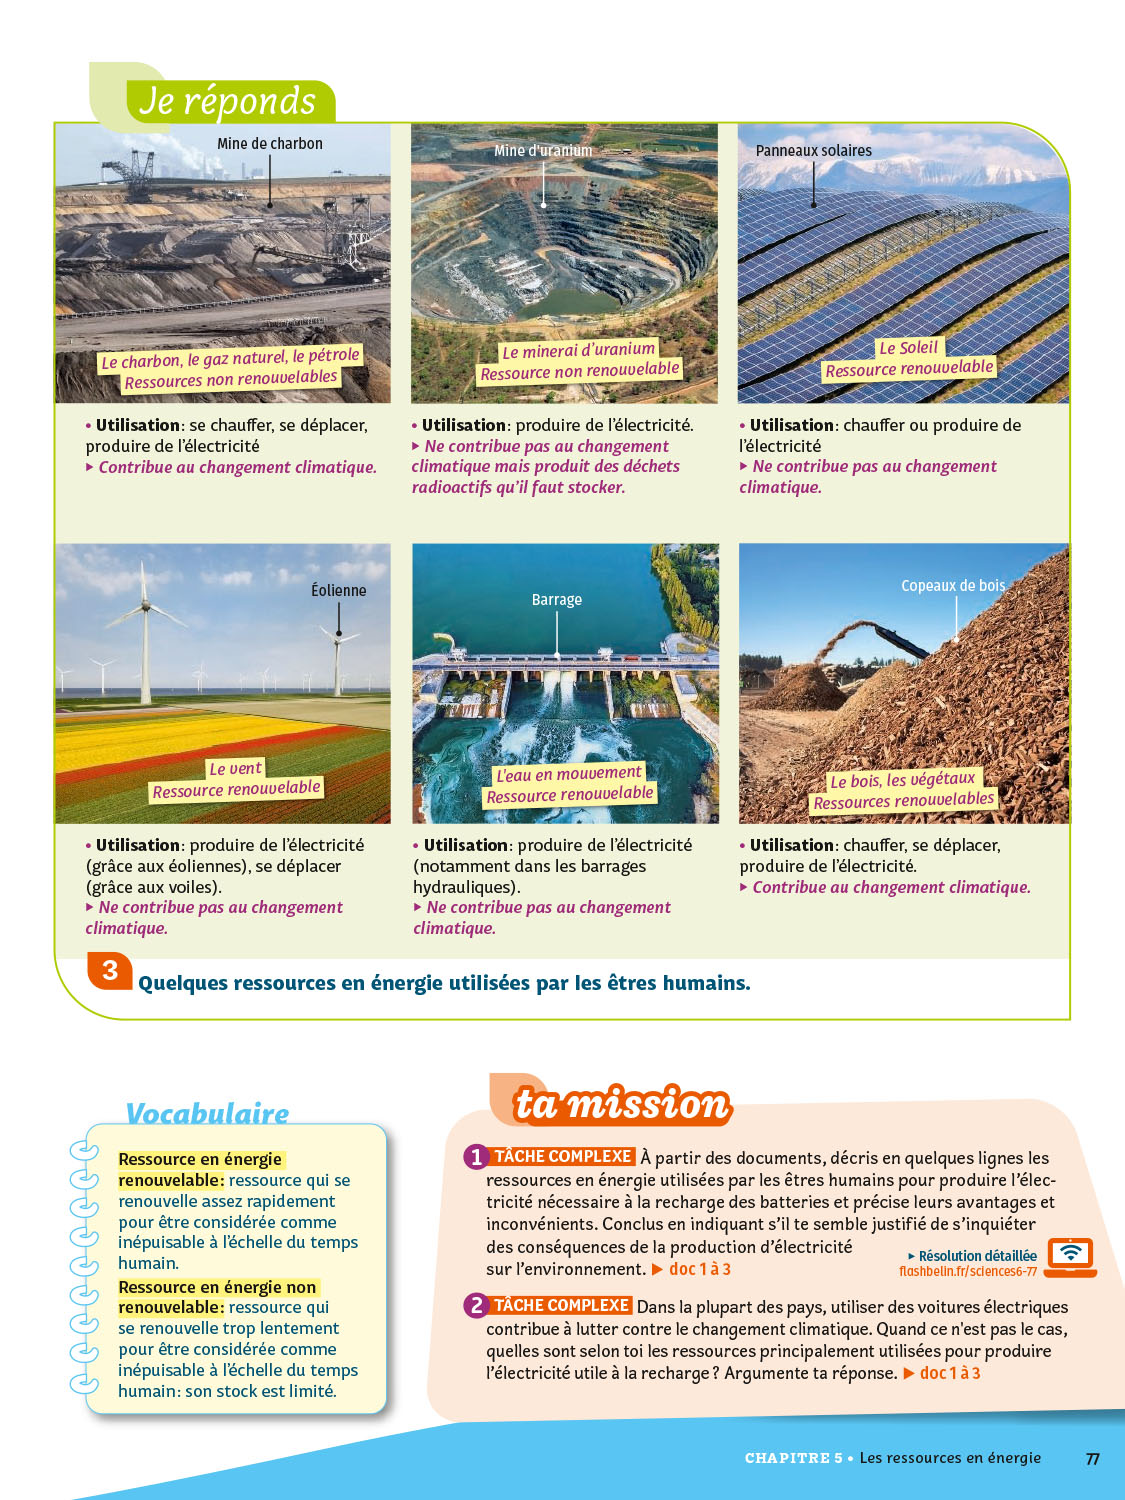 Je réponds
Mine de charbon
Le charbon, le gaz naturel, le pétrole
Ressources non renouvelables
• Utilisation : se chauffer, se déplacer,
produire de l'électricité
▸ Contribue au changement climatique.
Mine d'uranium
Le minerai d'uranium
Ressource non renouvelable
• Utilisation : produire de l'électricité.
▸ Ne contribue pas au changement
climatique mais produit des déchets
radioactifs qu'il faut stocker.
Panneaux solaires
Le Soleil
Ressource renouvelable
• Utilisation : chauffer ou produire de
l'électricité
▸ Ne contribue pas au changement
climatique.
Éolienne
Le vent
Ressource renouvelable
• Utilisation : produire de l'électricité
(grâce aux éoliennes), se déplacer
(grâce aux voiles).
▸ Ne contribue pas au changement
climatique.
Barrage
L'eau en mouvement
Ressource renouvelable
• Utilisation : produire de l'électricité
(notamment dans les barrages
hydrauliques).
▸ Ne contribue pas au changement
climatique.
Copeaux de bois
Le bois, les végétaux
Ressources renouvelables
• Utilisation : chauffer, se déplacer,
produire de l'électricité.
▸ Contribue au changement climatique.
3 Quelques ressources en énergie utilisées par les êtres humains.
Vocabulaire
Ressource en énergie
renouvelable : ressource qui se
renouvelle assez rapidement
pour être considérée comme
inépuisable à l'échelle du temps
humain.
Ressource en énergie non
renouvelable : ressource qui
se renouvelle trop lentement
pour être considérée comme
inépuisable à l'échelle du temps
humain : son stock est limité.
ta mission
1 TÂCHE COMPLEXE À partir des documents, décris en quelques lignes les
ressources en énergie utilisées par les êtres humains pour produire l'élec-
tricité nécessaire à la recharge des batteries et précise leurs avantages et
inconvénients. Conclus en indiquant s'il te semble justifié de s'inquiéter
des conséquences de la production d'électricité
sur l'environnement. ▶ doc 1 à 3
▸ Résolution détaillée
flashbelin.fr/sciences6-77
2 TÂCHE COMPLEXE Dans la plupart des pays, utiliser des voitures électriques
contribue à lutter contre le changement climatique. Quand ce n'est pas le cas,
quelles sont selon toi les ressources principalement utilisées pour produire
l'électricité utile à la recharge ? Argumente ta réponse. ▶ doc 1 à 3
CHAPITRE 5 • Les ressources en énergie 77